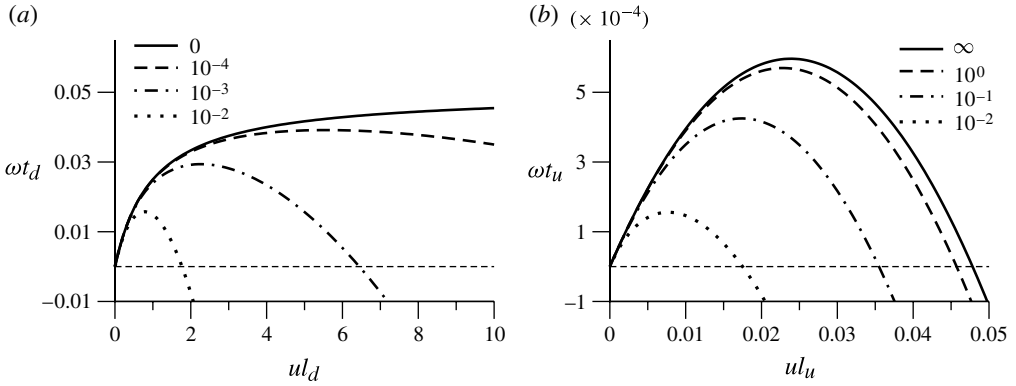 (a)
0
10⁻⁴
10⁻³
10⁻²
0.05
0.03
0.01
−0.01
ωt_d
0 2 4 6 8 10
ul_d
(b) (× 10⁻⁴)
∞
10⁰
10⁻¹
10⁻²
5
3
1
−1
ωt_u
0 0.01 0.02 0.03 0.04 0.05
ul_u